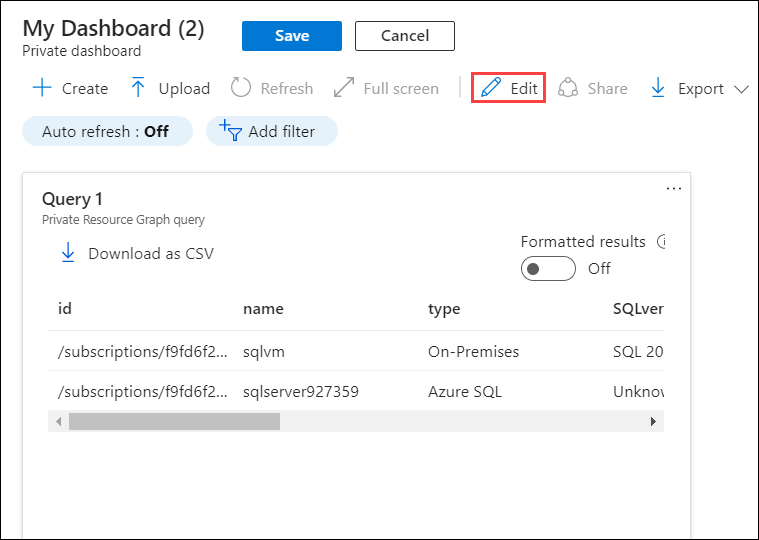 My Dashboard (2)
Private dashboard
Save
Cancel
Create
Upload
Refresh
Full screen
Edit
Share
Export
Auto refresh : Off
Add filter
Query 1
...
Private Resource Graph query
Download as CSV
Formatted results
Off
id name type SQLver
/subscriptions/f9fd6f2... sqlvm On-Premises SQL 20
/subscriptions/f9fd6f2... sqlserver927359 Azure SQL Unknow